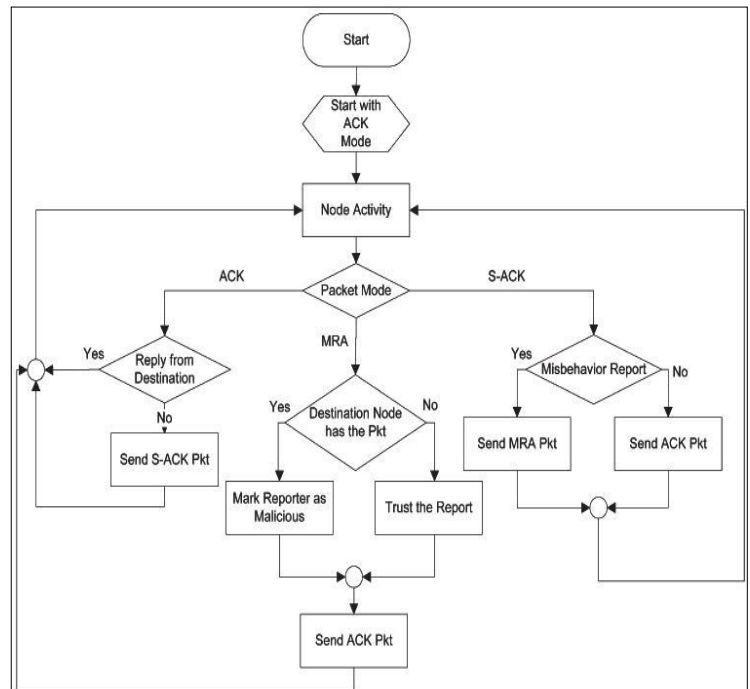 Start
Start with
ACK
Mode
Node Activity
ACK
S-ACK
Packet Mode
MRA
Yes
Reply from
Destination
Yes
Misbehavior Report
No
No
Yes
Destination Node
has the Pkt
No
Send S-ACK Pkt
Send MRA Pkt
Send ACK Pkt
Mark Reporter as
Malicious
Trust the Report
Send ACK Pkt